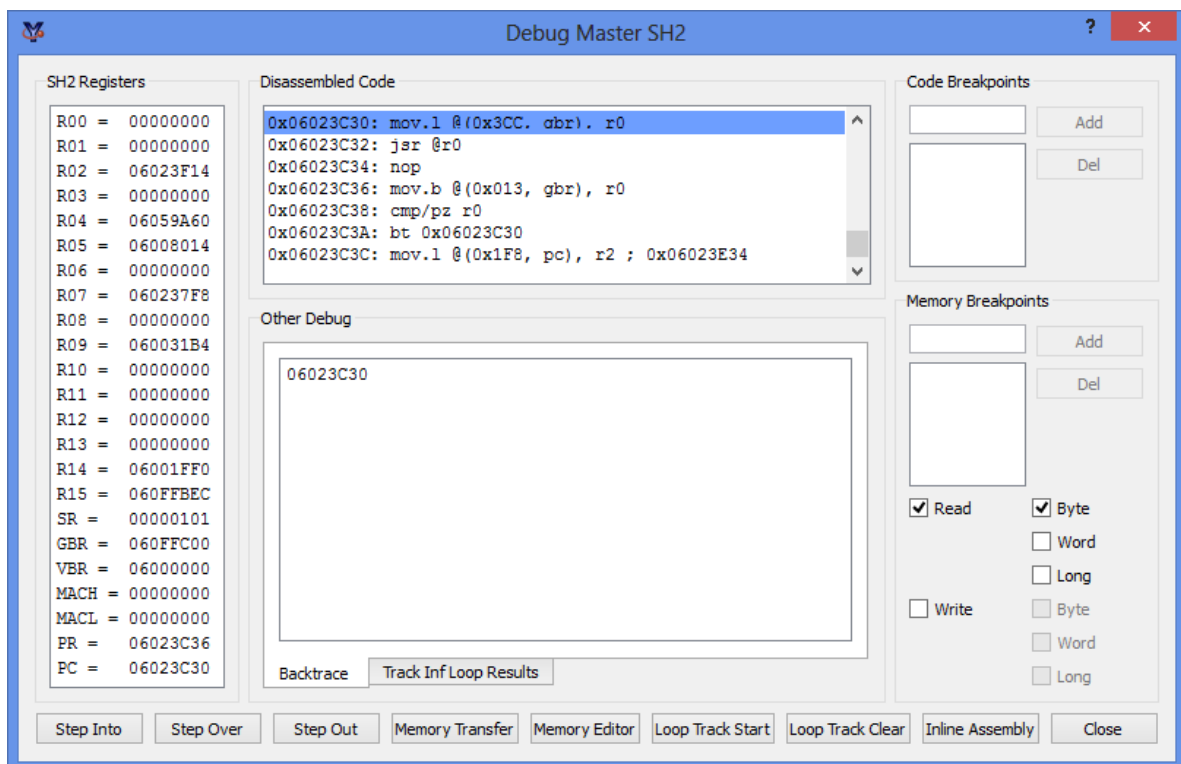 Debug Master SH2
?
×
SH2 Registers
R00 = 00000000
R01 = 00000000
R02 = 06023F14
R03 = 00000000
R04 = 06059A60
R05 = 06008014
R06 = 00000000
R07 = 060237F8
R08 = 00000000
R09 = 060031B4
R10 = 00000000
R11 = 00000000
R12 = 00000000
R13 = 00000000
R14 = 06001FF0
R15 = 060FFBEC
SR = 00000101
GBR = 060FFC00
VBR = 06000000
MACH = 00000000
MACL = 00000000
PR = 06023C36
PC = 06023C30
Disassembled Code
0x06023C30: mov.l @(0x3CC, gbr), r0
0x06023C32: jsr @r0
0x06023C34: nop
0x06023C36: mov.b @(0x013, gbr), r0
0x06023C38: cmp/pz r0
0x06023C3A: bt 0x06023C30
0x06023C3C: mov.l @(0x1F8, pc), r2 ; 0x06023E34
Other Debug
06023C30
Backtrace
Track Inf Loop Results
Code Breakpoints
Add
Del
Memory Breakpoints
Add
Del
Read
Byte
Word
Long
Write
Byte
Word
Long
Step Into
Step Over
Step Out
Memory Transfer
Memory Editor
Loop Track Start
Loop Track Clear
Inline Assembly
Close